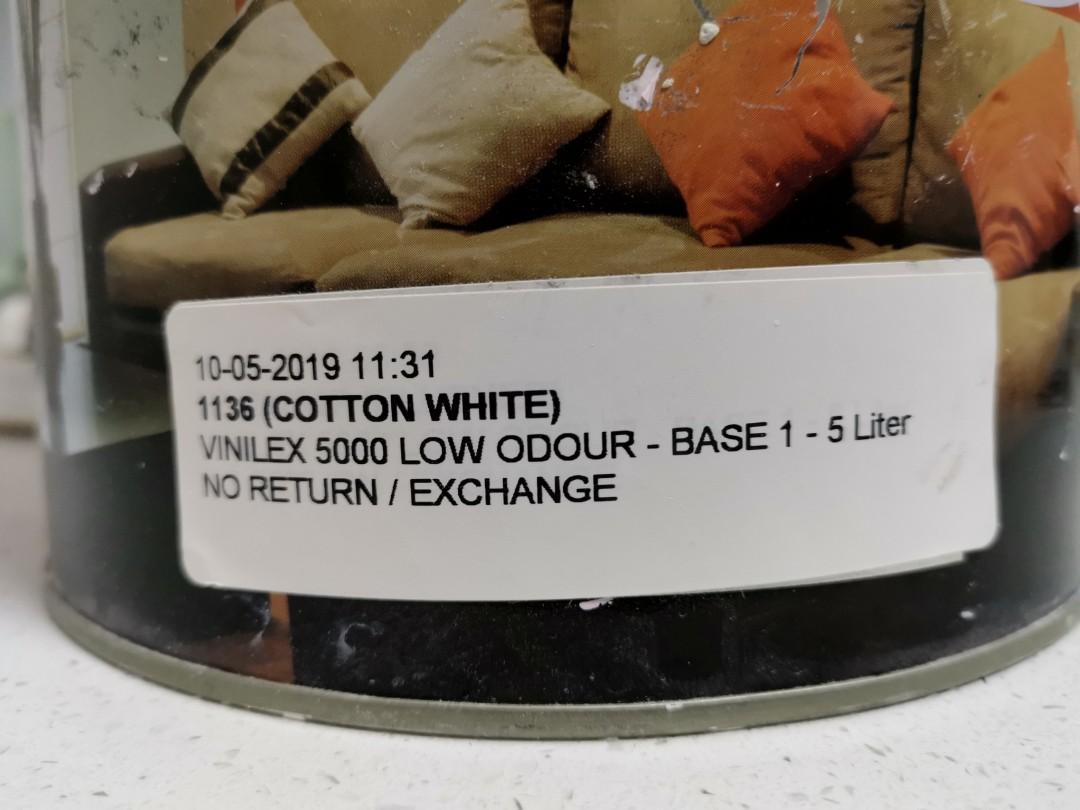 10-05-2019 11:31
1136 (COTTON WHITE)
VINILEX 5000 LOW ODOUR - BASE 1 - 5 Liter
NO RETURN / EXCHANGE